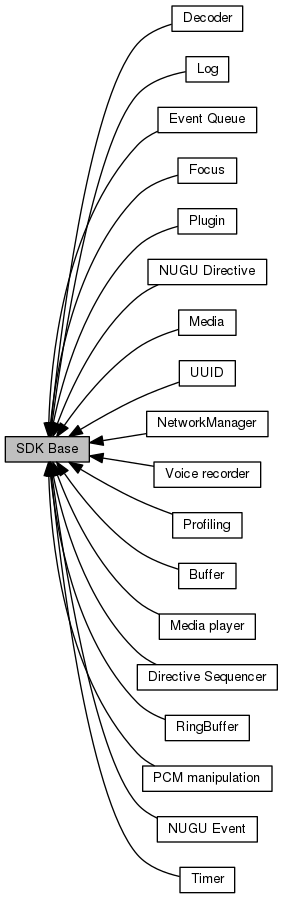 Decoder
Log
Event Queue
Focus
Plugin
NUGU Directive
Media
UUID
NetworkManager
SDK Base
Voice recorder
Profiling
Buffer
Media player
Directive Sequencer
RingBuffer
PCM manipulation
NUGU Event
Timer